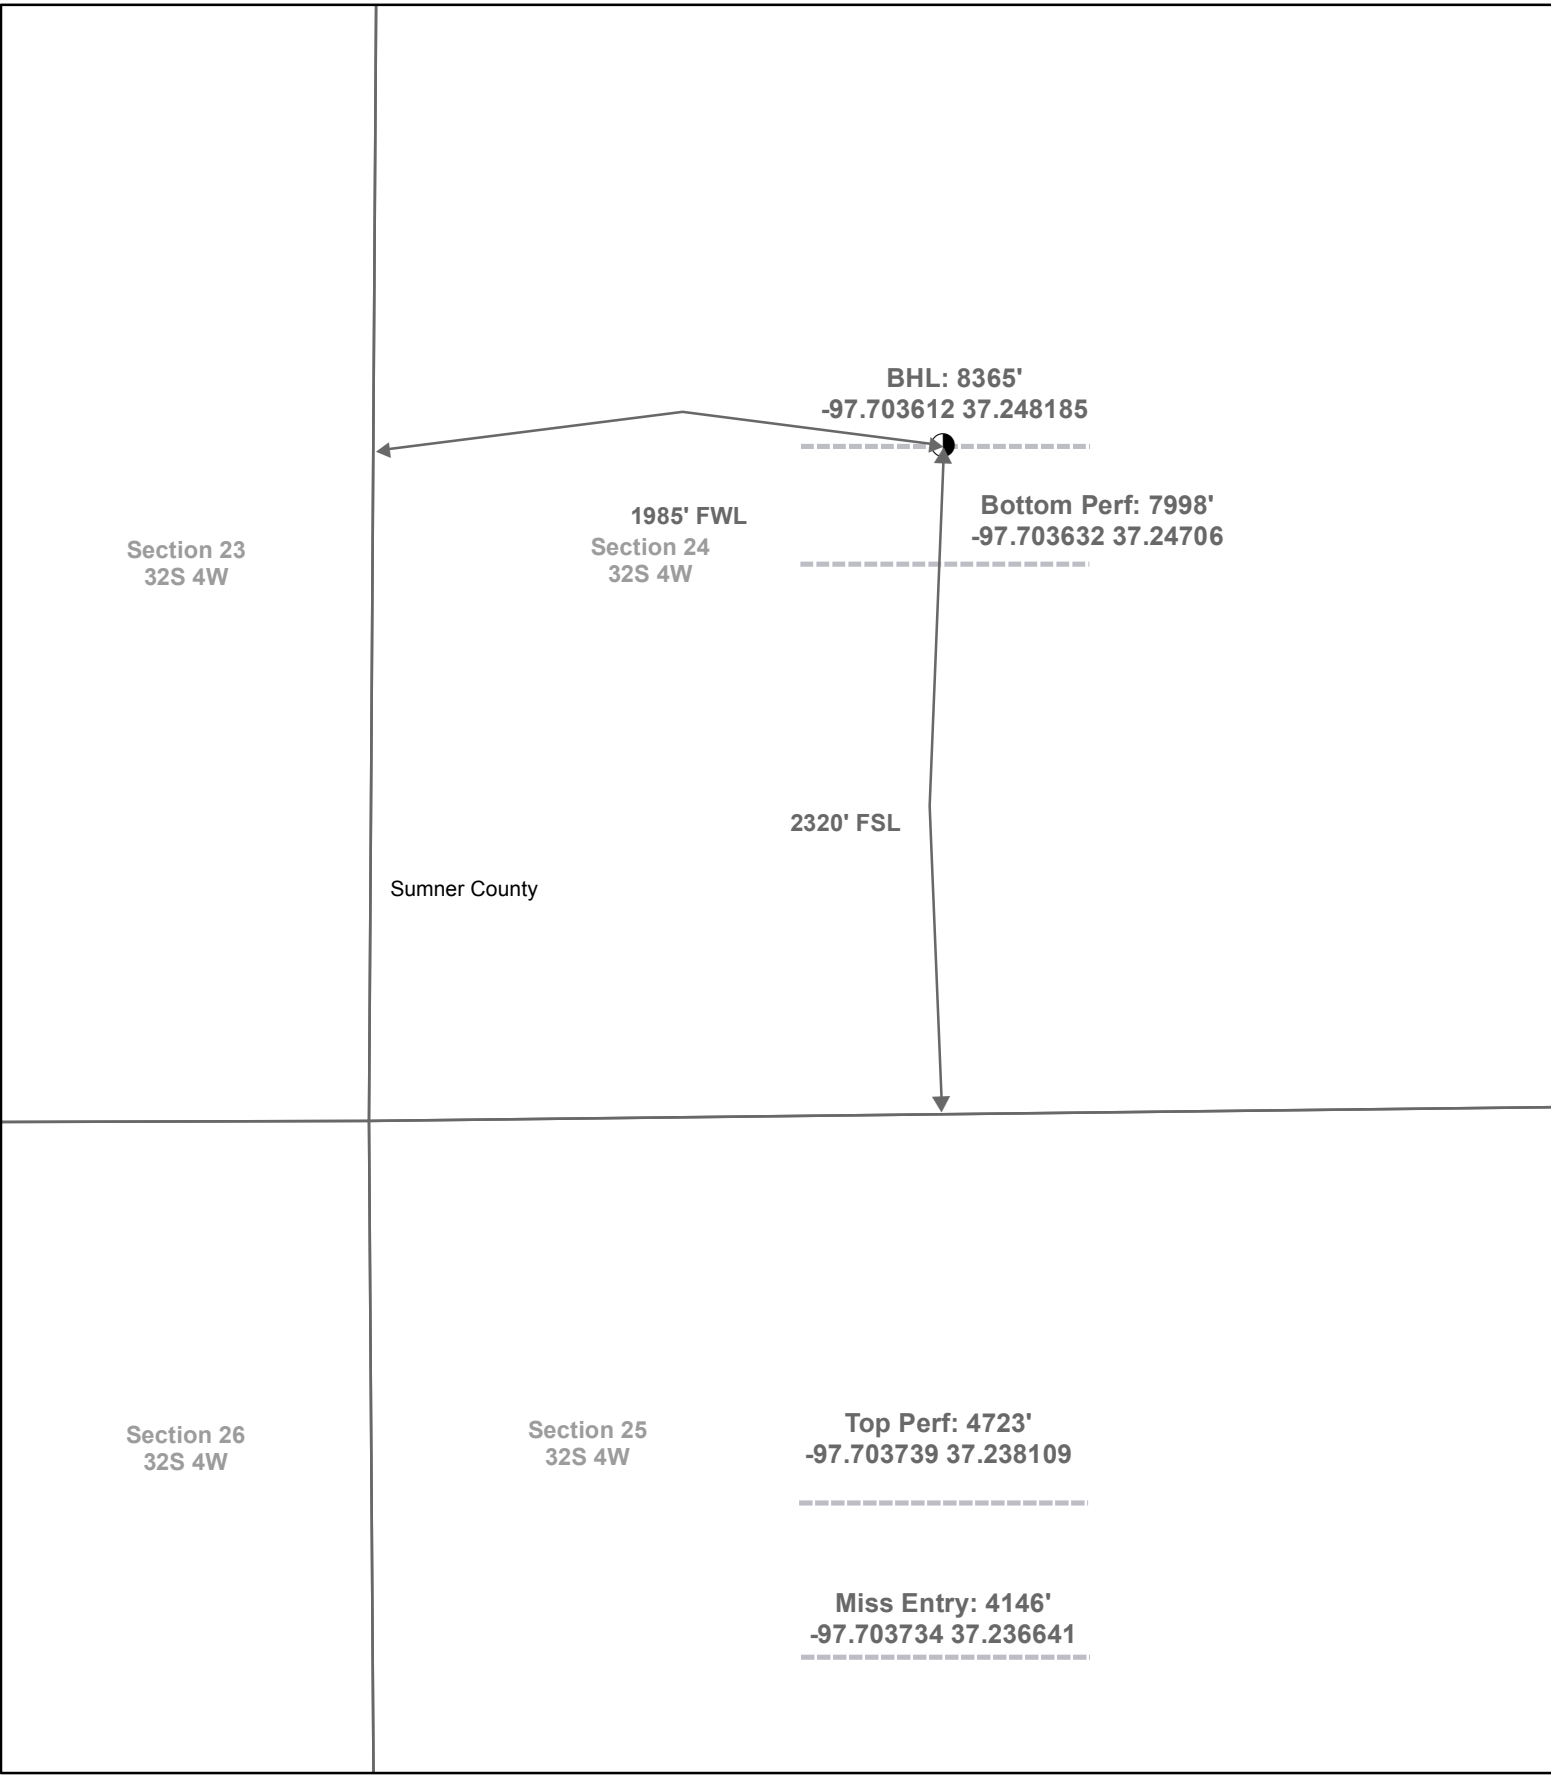 BHL: 8365'
-97.703612 37.248185
Bottom Perf: 7998'
-97.703632 37.24706
1985' FWL
Section 23
32S 4W
Section 24
32S 4W
2320' FSL
Sumner County
Section 26
32S 4W
Section 25
32S 4W
Top Perf: 4723'
-97.703739 37.238109
Miss Entry: 4146'
-97.703734 37.236641